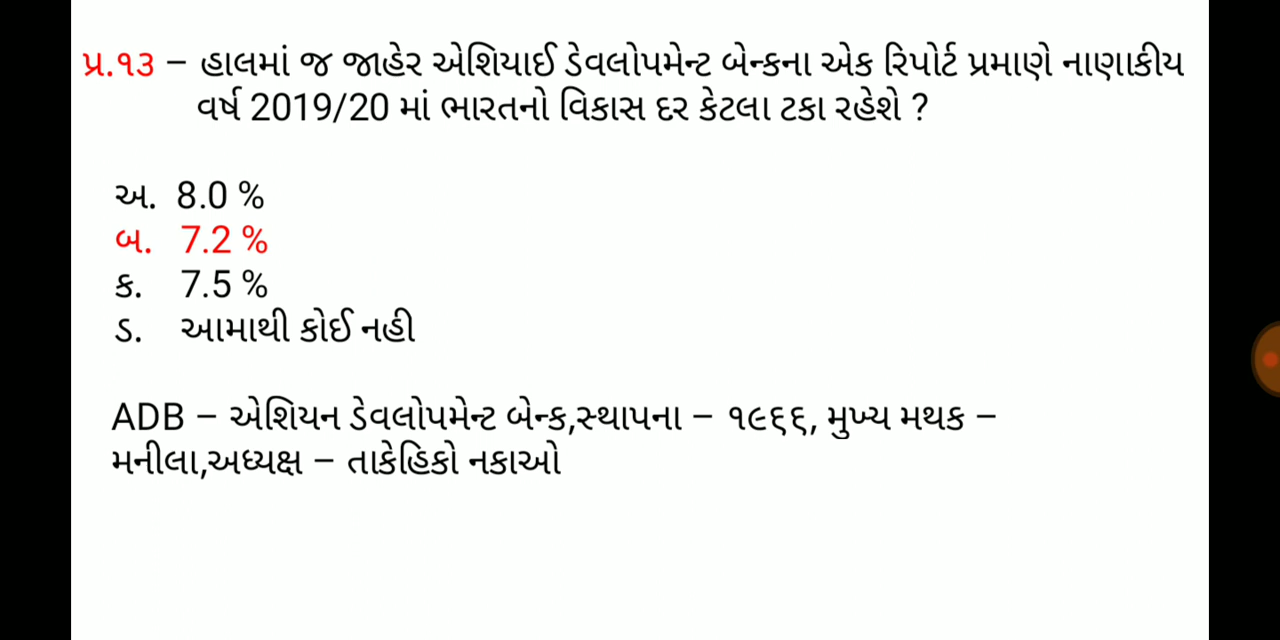 પ્ર.૧૩ – હાલમાં જ જાહેર એશિયાઈ ડેવલોપમેન્ટ બેન્કના એક રિપોર્ટ પ્રમાણે નાણાકીય
વર્ષ 2019/20 માં ભારતનો વિકાસ દર કેટલા ટકા રહેશે ?
અ. 8.0 %
બ. 7.2 %
ક. 7.5 %
ડ. આમાથી કોઈ નહી
ADB – એશિયન ડેવલોપમેન્ટ બેન્ક,સ્થાપના – ૧૯૬૬, મુખ્ય મથક –
મનીલા,અધ્યક્ષ – તાકેહિકો નકાઓ